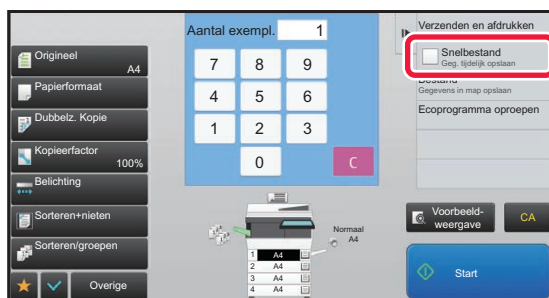 Origineel
A4
Papierformaat
Dubbelz. Kopie
Kopieerfactor
100%
Belichting
Sorteren+nieten
Sorteren/groepen
Overige
Aantal exempl. 1
7 8 9
4 5 6
1 2 3
0 C
Normaal
A4
1 A4
2 A4
3 A4
4 A4
Verzenden en afdrukken
Snelbestand
Geg. tijdelijk opslaan
Bestand
Gegevens in map opslaan
Ecoprogramma oproepen
Voorbeeld-
weergave
CA
Start